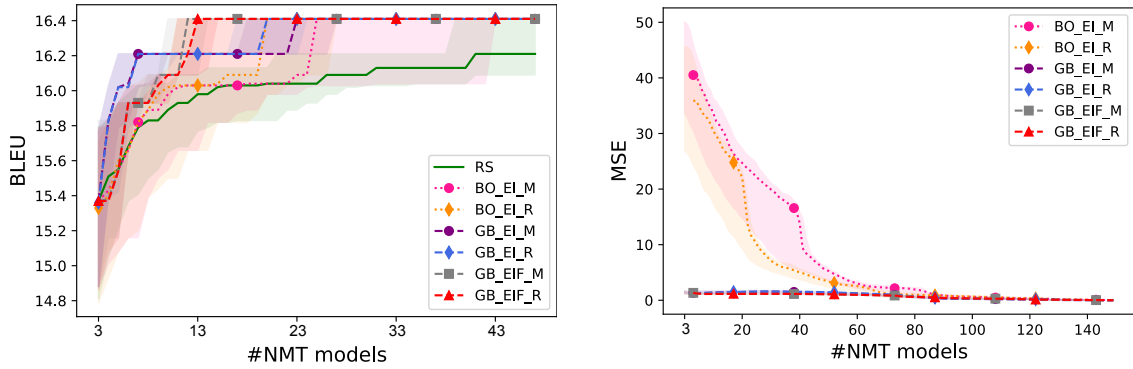 BLEU
16.4
16.2
16.0
15.8
15.6
15.4
15.2
15.0
14.8
3
13
23
33
43
#NMT models
RS
BO_EI_M
BO_EI_R
GB_EI_M
GB_EI_R
GB_EIF_M
GB_EIF_R
MSE
50
40
30
20
10
0
3
20
40
60
80
100
120
140
#NMT models
BO_EI_M
BO_EI_R
GB_EI_M
GB_EI_R
GB_EIF_M
GB_EIF_R